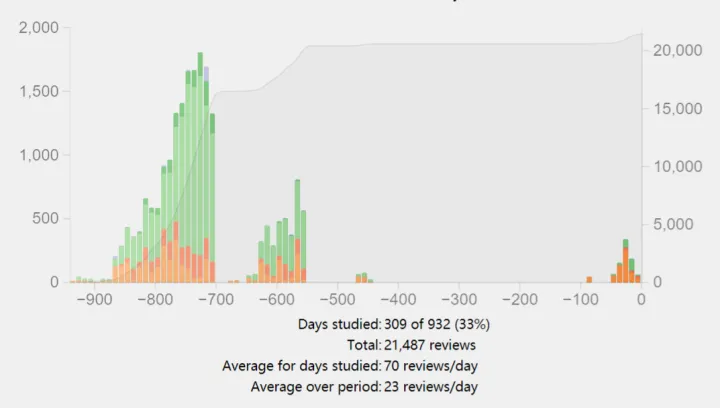 2,000
1,500
1,000
500
0
20,000
15,000
10,000
5,000
0
−900 −800 −700 −600 −500 −400 −300 −200 −100 0
Days studied: 309 of 932 (33%)
Total: 21,487 reviews
Average for days studied: 70 reviews/day
Average over period: 23 reviews/day